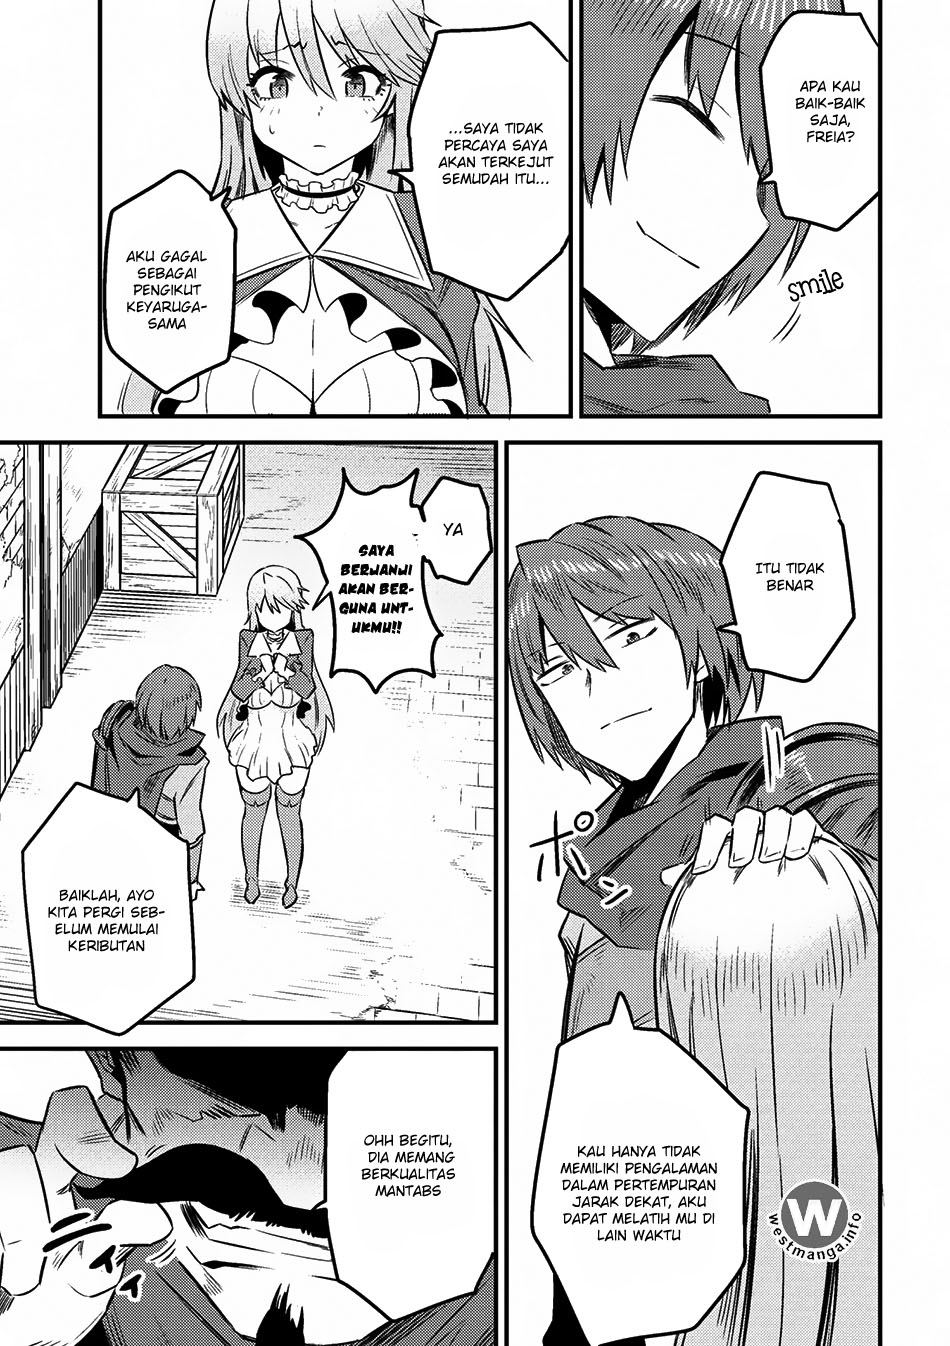 APA KAU
BAIK-BAIK
SAJA,
FREIA?
smile
...SAYA TIDAK
PERCAYA SAYA
AKAN TERKEJUT
SEMUDAH ITU...
AKU GAGAL
SEBAGAI
PENGIKUT
KEYARUGA-
SAMA
ITU TIDAK
BENAR
ポンッ
KAU HANYA TIDAK
MEMILIKI PENGALAMAN
DALAM PERTEMPURAN
JARAK DEKAT, AKU
DAPAT MELATIH MU DI
LAIN WAKTU
YA
SAYA
BERJANJI
AKAN BER-
GUNA UNT-
UKMU!!
BAIKLAH, AYO
KITA PERGI SEB-
ELUM MEMULAI
KERIBUTAN
OHH BEGITU,
DIA MEMANG
BERKUALITAS
MANTABS
W
westmanga.info